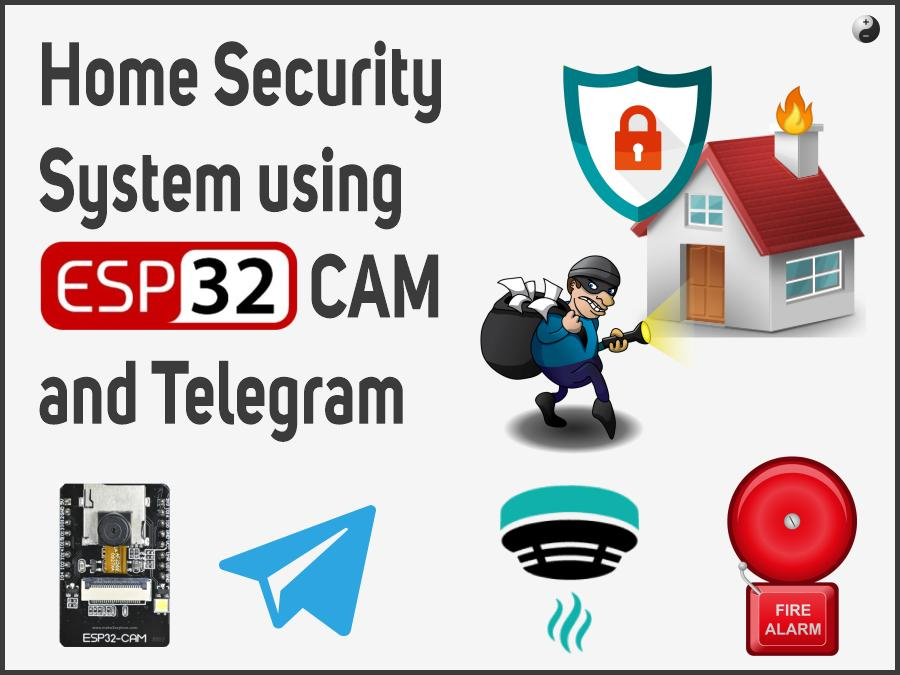 Home Security
System using
ESP32 CAM
and Telegram
ESP32-CAM
FIRE
ALARM